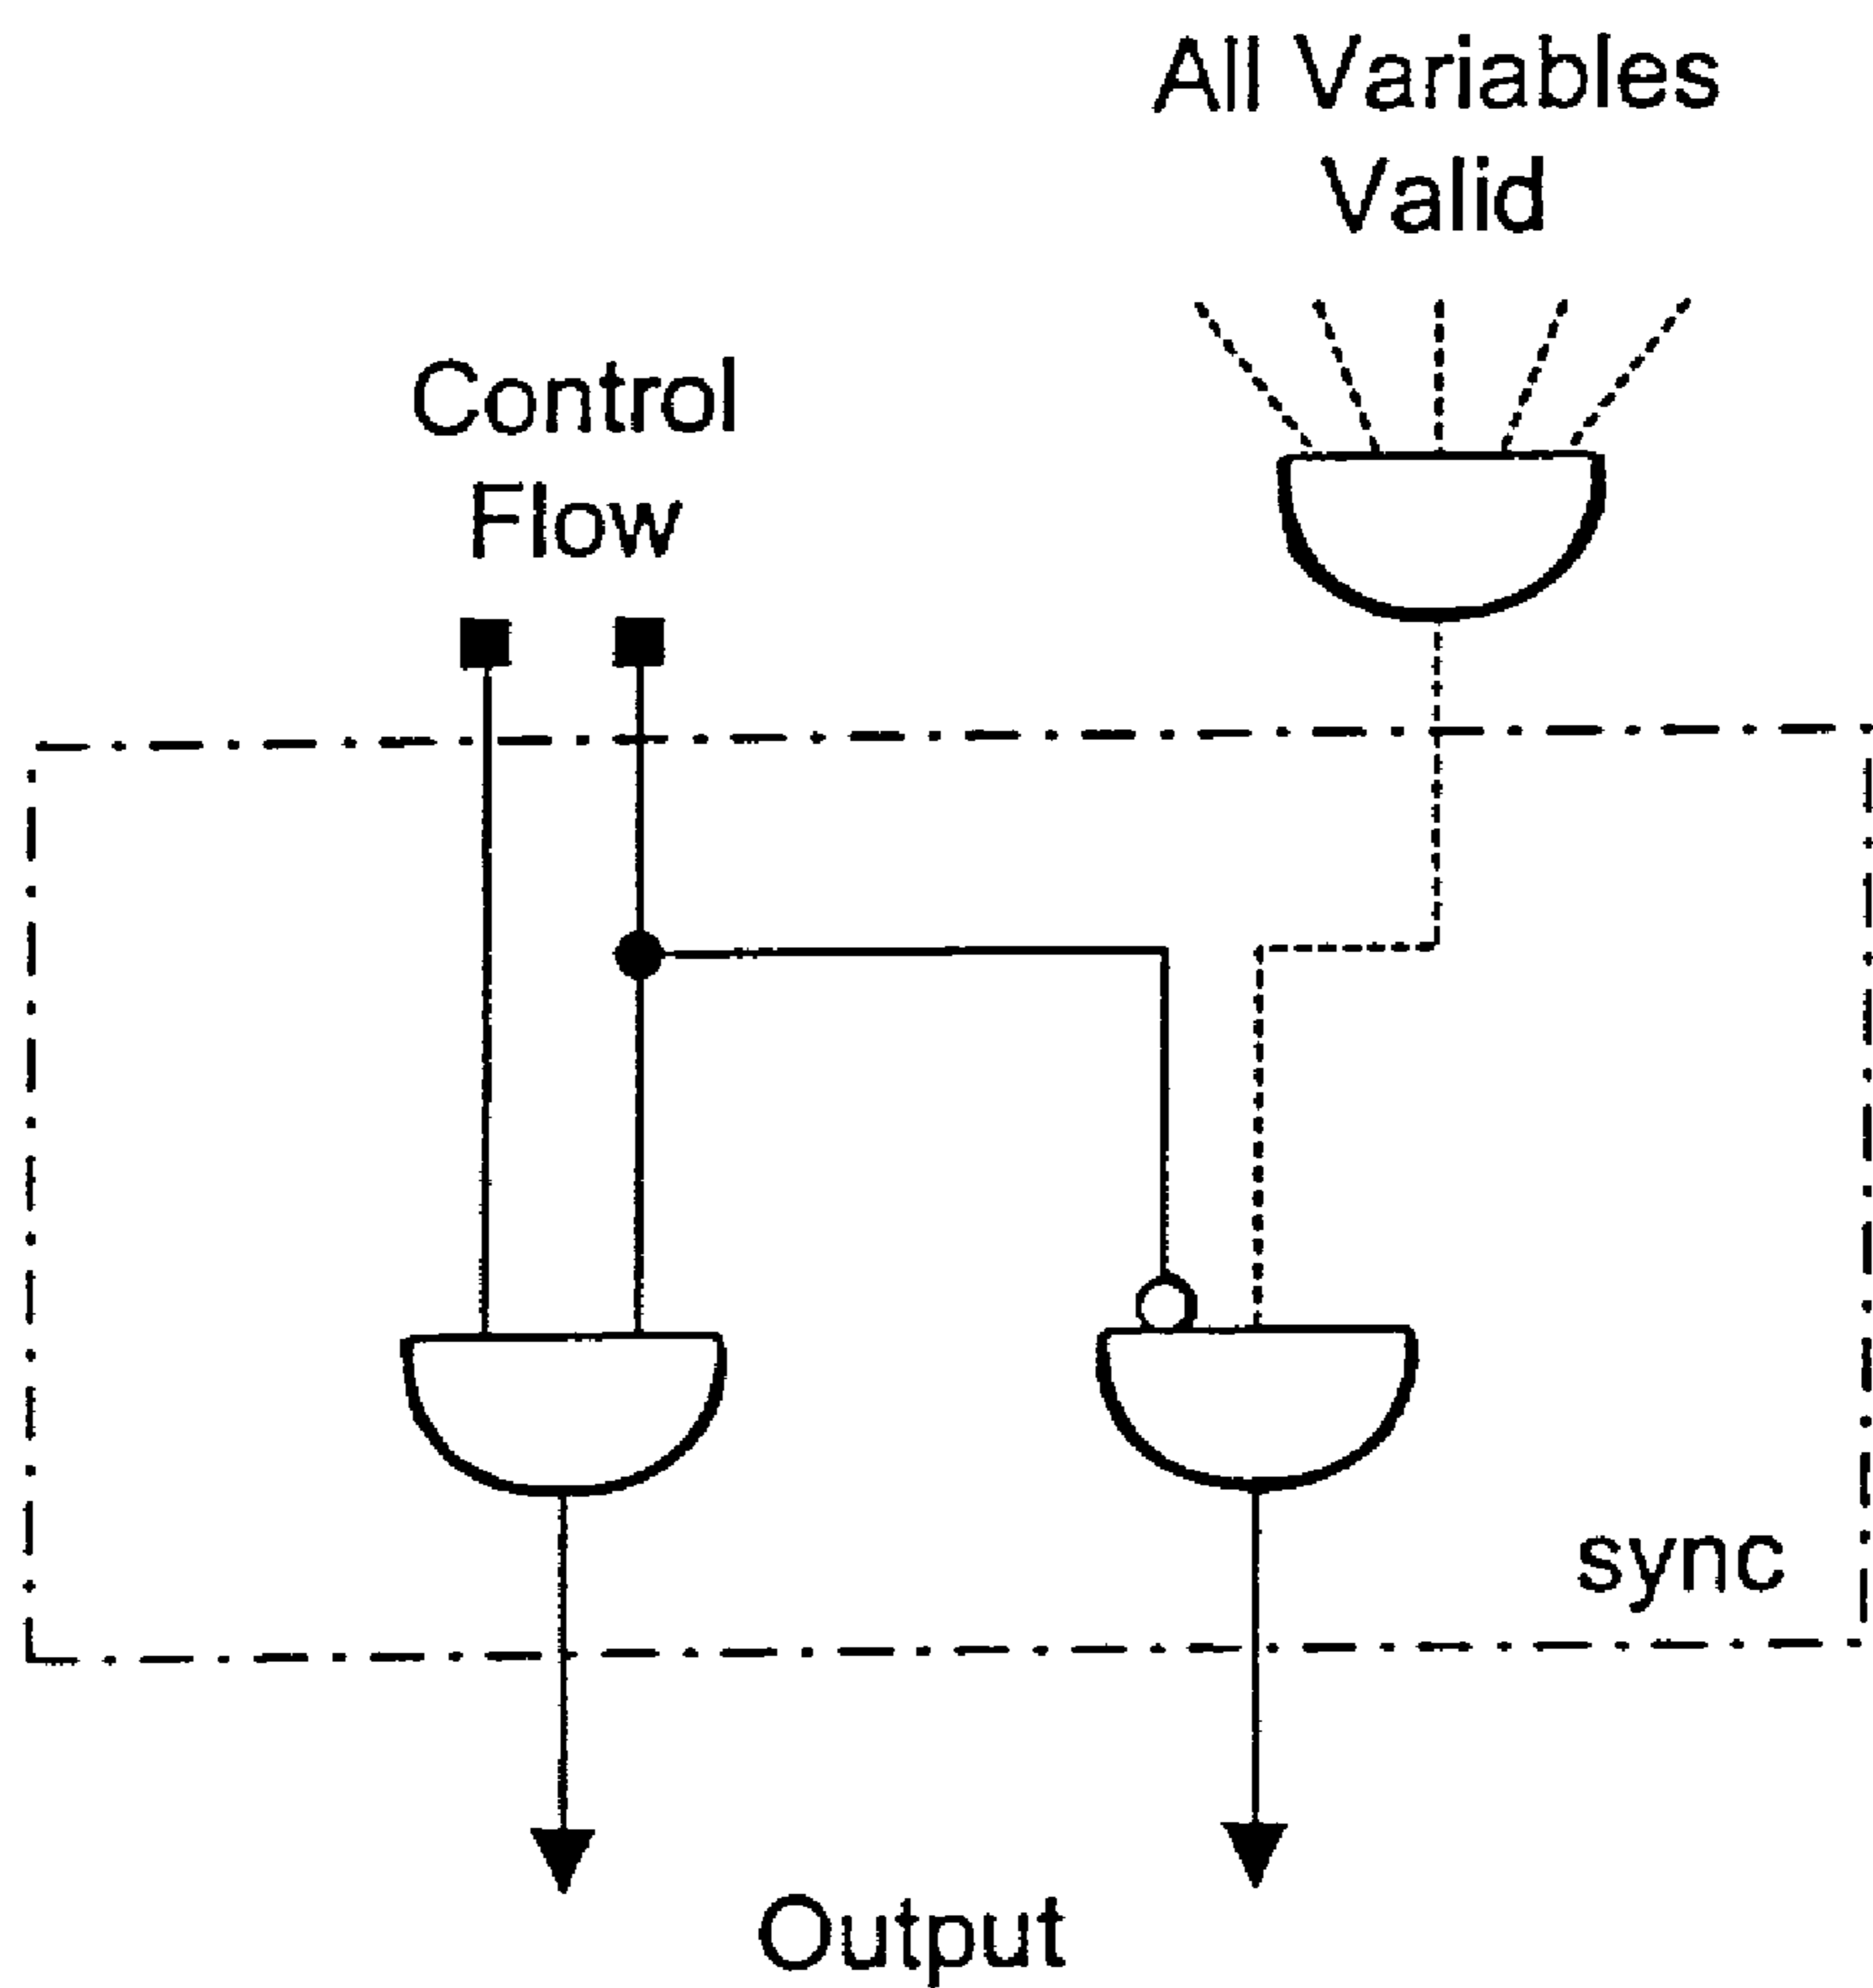 All Variables
Valid
Control
Flow
sync
Output